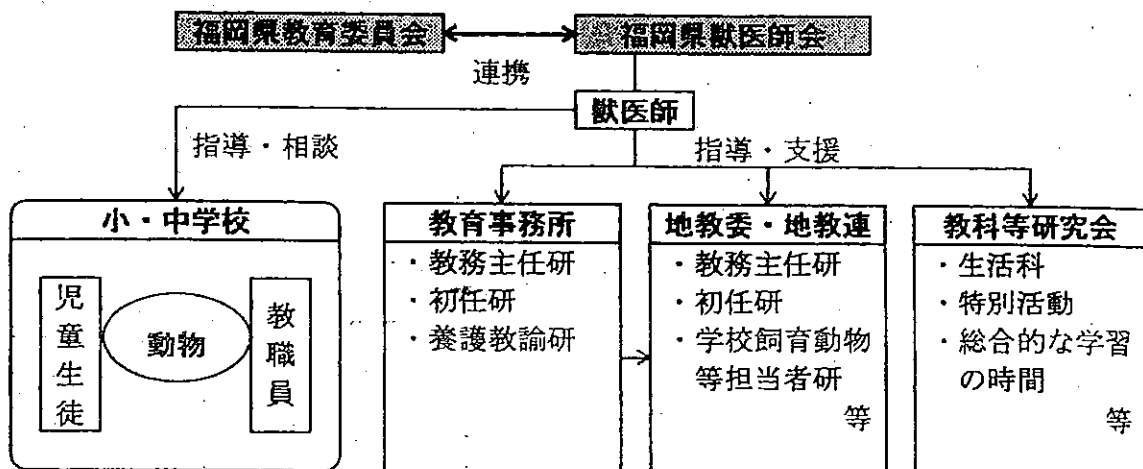 福岡県教育委員会
福岡県獣医師会
連携
獣医師
指導・相談
指導・支援
小・中学校
児童生徒
動物
教職員
教育事務所
・教務主任研
・初任研
・養護教諭研
地教委・地教連
・教務主任研
・初任研
・学校飼育動物
等担当者研
等
教科等研究会
・生活科
・特別活動
・総合的な学習
の時間
等